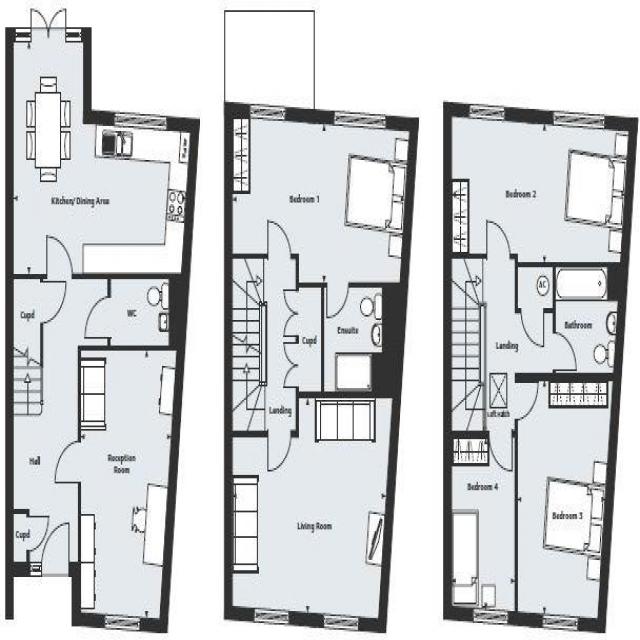 Kitchen/ Dining Area
Cupd
WC
Hall
Reception
Room
Cupd
Bedroom 1
Ensuite
Cupd
Landing
Living Room
Bedroom 2
AC
Bathroom
Landing
Loft Hatch
Bedroom 4
Bedroom 3